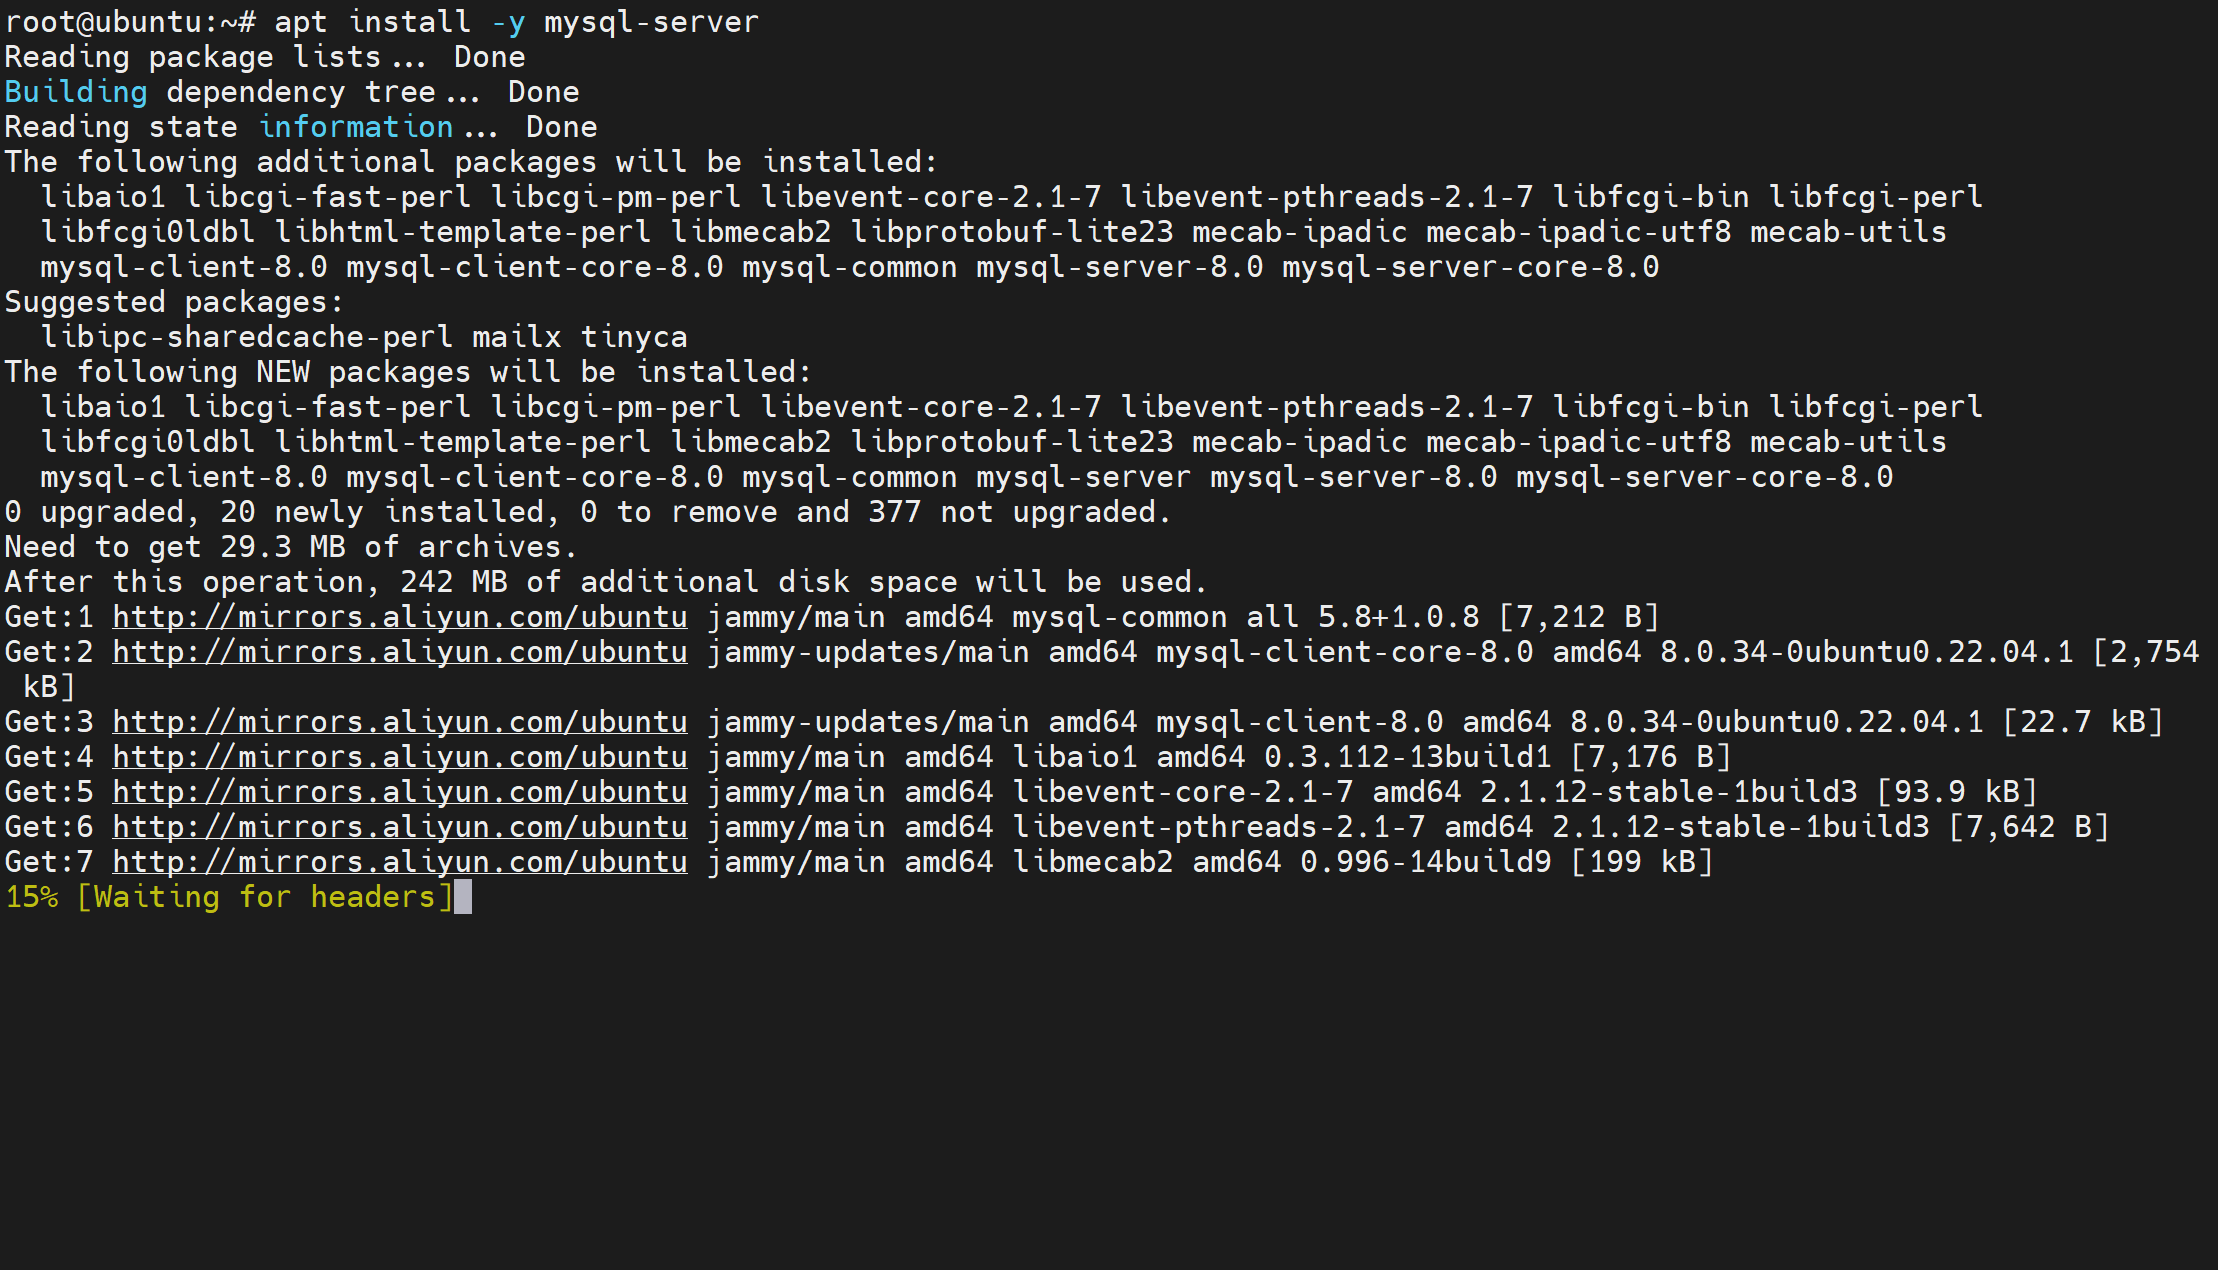 root@ubuntu:~# apt install -y mysql-server
Reading package lists... Done
Building dependency tree... Done
Reading state information... Done
The following additional packages will be installed:
  libaio1 libcgi-fast-perl libcgi-pm-perl libevent-core-2.1-7 libevent-pthreads-2.1-7 libfcgi-bin libfcgi-perl
  libfcgi0ldbl libhtml-template-perl libmecab2 libprotobuf-lite23 mecab-ipadic mecab-ipadic-utf8 mecab-utils
  mysql-client-8.0 mysql-client-core-8.0 mysql-common mysql-server-8.0 mysql-server-core-8.0
Suggested packages:
  libipc-sharedcache-perl mailx tinyca
The following NEW packages will be installed:
  libaio1 libcgi-fast-perl libcgi-pm-perl libevent-core-2.1-7 libevent-pthreads-2.1-7 libfcgi-bin libfcgi-perl
  libfcgi0ldbl libhtml-template-perl libmecab2 libprotobuf-lite23 mecab-ipadic mecab-ipadic-utf8 mecab-utils
  mysql-client-8.0 mysql-client-core-8.0 mysql-common mysql-server mysql-server-8.0 mysql-server-core-8.0
0 upgraded, 20 newly installed, 0 to remove and 377 not upgraded.
Need to get 29.3 MB of archives.
After this operation, 242 MB of additional disk space will be used.
Get:1 http://mirrors.aliyun.com/ubuntu jammy/main amd64 mysql-common all 5.8+1.0.8 [7,212 B]
Get:2 http://mirrors.aliyun.com/ubuntu jammy-updates/main amd64 mysql-client-core-8.0 amd64 8.0.34-0ubuntu0.22.04.1 [2,754
 kB]
Get:3 http://mirrors.aliyun.com/ubuntu jammy-updates/main amd64 mysql-client-8.0 amd64 8.0.34-0ubuntu0.22.04.1 [22.7 kB]
Get:4 http://mirrors.aliyun.com/ubuntu jammy/main amd64 libaio1 amd64 0.3.112-13build1 [7,176 B]
Get:5 http://mirrors.aliyun.com/ubuntu jammy/main amd64 libevent-core-2.1-7 amd64 2.1.12-stable-1build3 [93.9 kB]
Get:6 http://mirrors.aliyun.com/ubuntu jammy/main amd64 libevent-pthreads-2.1-7 amd64 2.1.12-stable-1build3 [7,642 B]
Get:7 http://mirrors.aliyun.com/ubuntu jammy/main amd64 libmecab2 amd64 0.996-14build9 [199 kB]
15% [Waiting for headers]